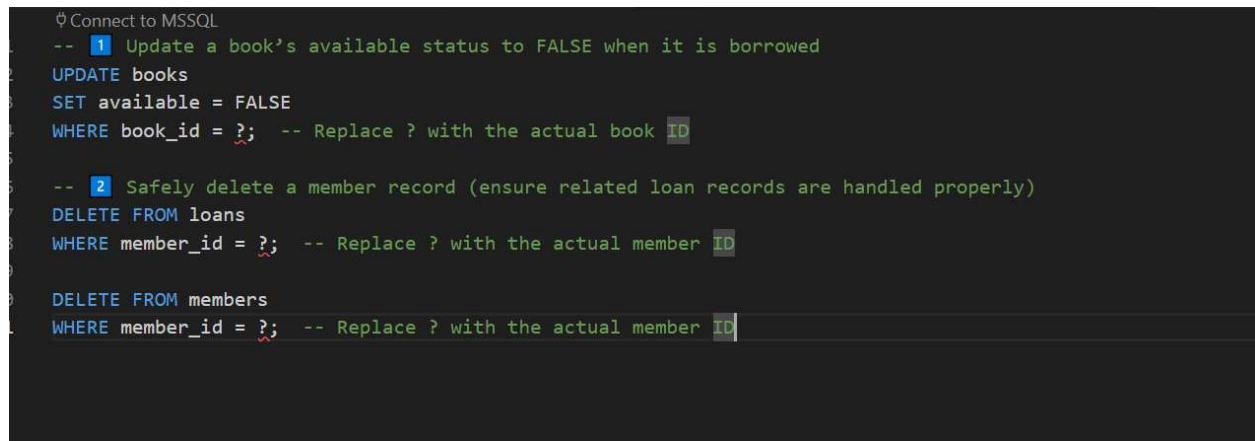 Connect to MSSQL
-- 1 Update a book’s available status to FALSE when it is borrowed
UPDATE books
SET available = FALSE
WHERE book_id = ?;  -- Replace ? with the actual book ID
-- 2 Safely delete a member record (ensure related loan records are handled properly)
DELETE FROM loans
WHERE member_id = ?;  -- Replace ? with the actual member ID
DELETE FROM members
WHERE member_id = ?;  -- Replace ? with the actual member ID